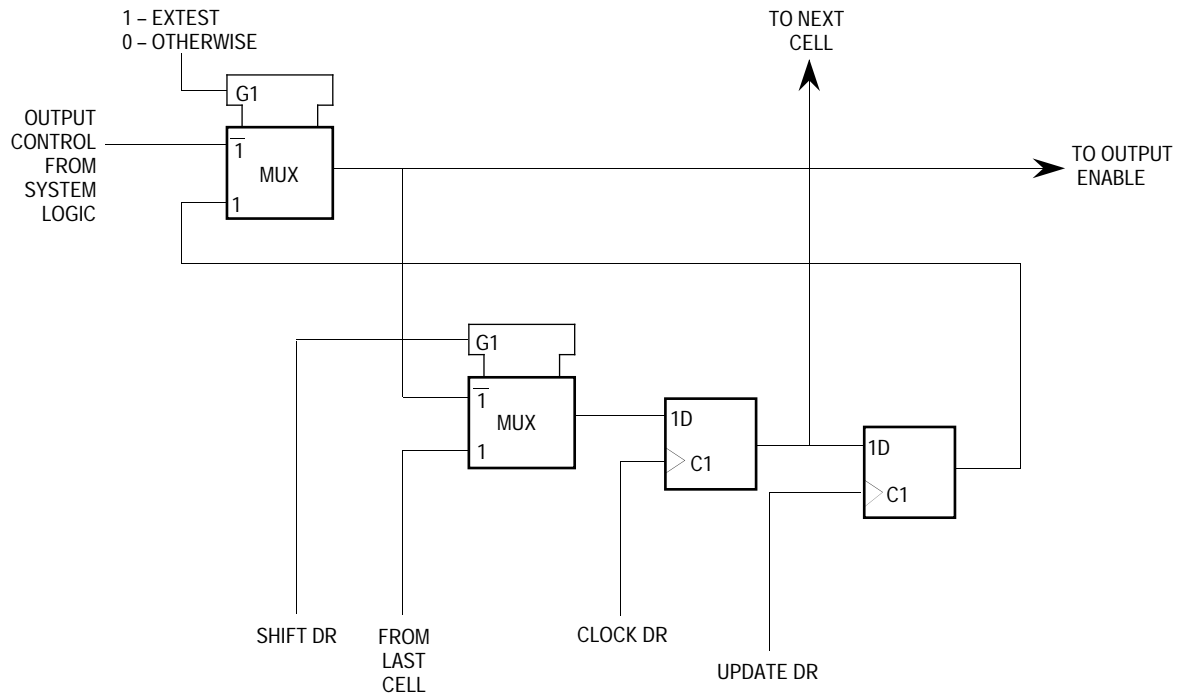 1 – EXTEST
0 – OTHERWISE
TO NEXT
CELL
G1
OUTPUT
CONTROL
FROM
SYSTEM
LOGIC
1
MUX
1
TO OUTPUT
ENABLE
G1
1
MUX
1
1D
C1
1D
C1
SHIFT DR
FROM
LAST
CELL
CLOCK DR
UPDATE DR